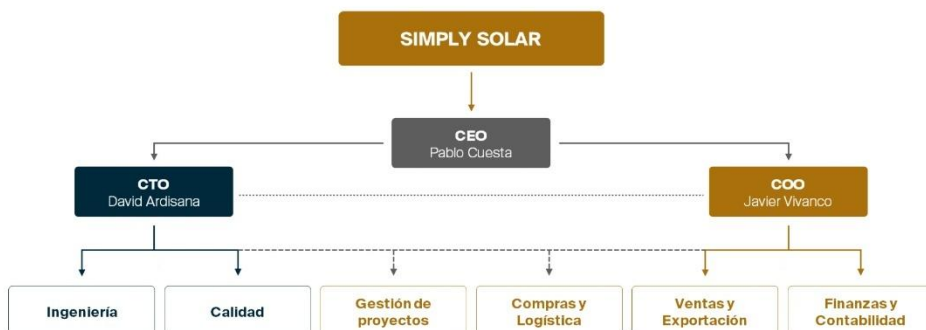 SIMPLY SOLAR
CEO
Pablo Cuesta
CTO
David Ardisana
COO
Javier Vivanco
Ingeniería
Calidad
Gestión de
proyectos
Compras y
Logística
Ventas y
Exportación
Finanzas y
Contabilidad